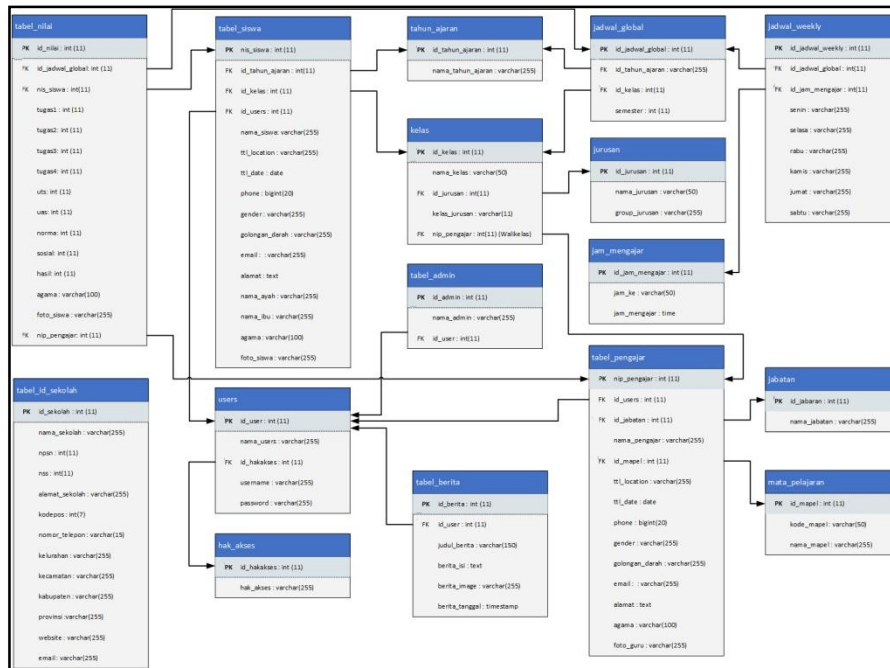 tabel_nilai
PK id_nilai : int (11)
FK id_jadwal_global: int (11)
FK nis_siswa : int(11)
tugas1 : int (11)
tugas2: int (11)
tugas3: int (11)
tugas4: int (11)
uts: int (11)
uas: int (11)
norma: int (11)
sosial: int (11)
hasil: int (11)
agama : varchar(100)
foto_siswa : varchar(255)
FK nip_pengajar : int (11)
tabel_siswa
PK nis_siswa : int (11)
FK id_tahun_ajaran : int(11)
FK id_kelas : int (11)
FK id_users : int (11)
nama_siswa: varchar(255)
ttl_location : varchar(255)
ttl_date : date
phone : bigint(20)
gender : varchar(255)
golongan_darah : varchar(255)
email : : varchar(255)
alamat : text
nama_ayah : varchar(255)
nama_ibu : varchar(255)
agama : varchar(100)
foto_siswa : varchar(255)
tahun_ajaran
PK id_tahun_ajaran : int (11)
nama_tahun_ajaran : varchar(255)
jadwal_global
PK id_jadwal_global : int (11)
FK id_tahun_ajaran : varchar(255)
FK id_kelas : int (11)
semester : int (11)
jadwal_weekly
PK id_jadwal_weekly : int (11)
FK id_jadwal_global : int (11)
FK id_jam_mengajar : int(11)
senin : varchar(255)
selasa : varchar(255)
rabu : varchar(255)
kamis : varchar(255)
jumat : varchar(255)
sabtu : varchar(255)
kelas
PK id_kelas : int (11)
nama_kelas : varchar(50)
FK id_jurusan : int(11)
kelas_jurusan : varchar(11)
FK nip_pengajar : int(11) (Walikelas)
jurusan
PK id_jurusan : int (11)
nama_jurusan : varchar(50)
group_jurusan : varchar(255)
jam_mengajar
PK id_jam_mengajar : int (11)
jam_ke : varchar(50)
jam_mengajar : time
tabel_admin
PK id_admin : int (11)
nama_admin : varchar(255)
FK id_user : int(11)
tabel_id_sekolah
PK id_sekolah : int (11)
nama_sekolah : varchar(255)
npsn : int(11)
nss : int(11)
alamat_sekolah : varchar(255)
kodepos : int(7)
nomor_telepon : varchar(15)
kelurahan : varchar(255)
kecamatan : varchar(255)
kabupaten : varchar(255)
provinsi :varchar(255)
website : varchar(255)
email : varchar(255)
users
PK id_user : int (11)
nama_users : varchar(255)
FK id_hakakses : int (11)
username : varchar(255)
password : varchar(255)
hak_akses
PK id_hakakses : int (11)
hak_akses : varchar(255)
tabel_berita
PK id_berita : int (11)
FK id_user : int (11)
judul_berita : varchar(150)
berita_isi : text
berita_image : varchar(255)
berita_tanggal : timestamp
tabel_pengajar
PK nip_pengajar : int (11)
FK id_users : int (11)
FK id_jabatan : int (11)
nama_pengajar : varchar(255)
FK id_mapel : int (11)
ttl_location : varchar(255)
ttl_date : date
phone : bigint(20)
gender : varchar(255)
golongan_darah : varchar(255)
email : : varchar(255)
alamat : text
agama : varchar(100)
foto_guru : varchar(255)
jabatan
PK id_jabaran : int (11)
nama_jabatan : varchar(255)
mata_pelajaran
PK id_mapel : int (11)
kode_mapel : varchar(50)
nama_mapel : varchar(255)